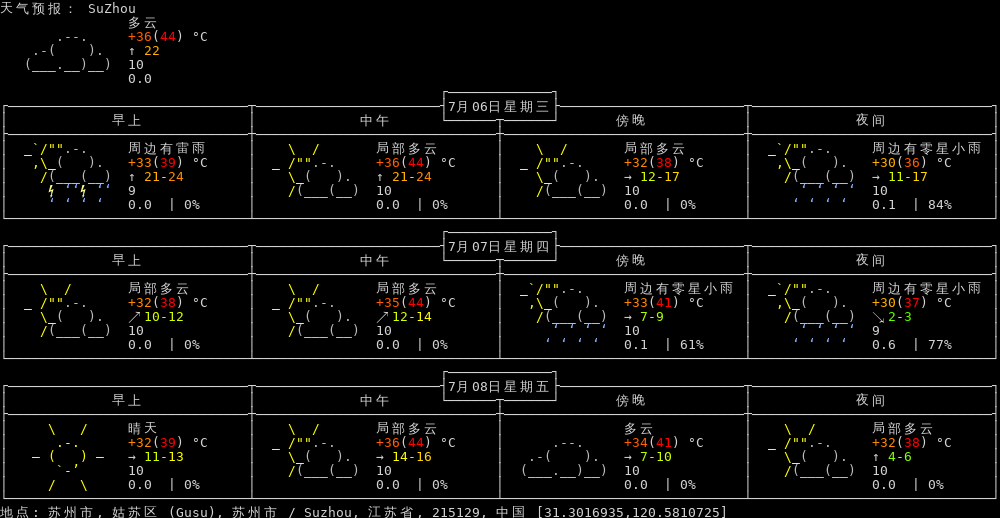 天气预报： SuZhou
多云
+36(44) °C
↑ 22
10
0.0
7月06日星期三
早上 中午 傍晚 夜间
周边有雷雨 局部多云 局部多云 周边有零星小雨
+33(39) °C +36(44) °C +32(38) °C +30(36) °C
↑ 21-24 ↑ 21-24 → 12-17 → 11-17
9 10 10 10
0.0 | 0% 0.0 | 0% 0.0 | 0% 0.1 | 84%
7月07日星期四
早上 中午 傍晚 夜间
局部多云 局部多云 周边有零星小雨 周边有零星小雨
+32(38) °C +35(44) °C +33(41) °C +30(37) °C
↗ 10-12 ↗ 12-14 → 7-9 ↘ 2-3
10 10 10 9
0.0 | 0% 0.0 | 0% 0.1 | 61% 0.6 | 77%
7月08日星期五
早上 中午 傍晚 夜间
晴天 局部多云 多云 局部多云
+32(39) °C +36(44) °C +34(41) °C +32(38) °C
→ 11-13 → 14-16 → 7-10 ↑ 4-6
10 10 10 10
0.0 | 0% 0.0 | 0% 0.0 | 0% 0.0 | 0%
地点: 苏州市, 姑苏区 (Gusu), 苏州市 / Suzhou, 江苏省, 215129, 中国 [31.3016935,120.5810725]